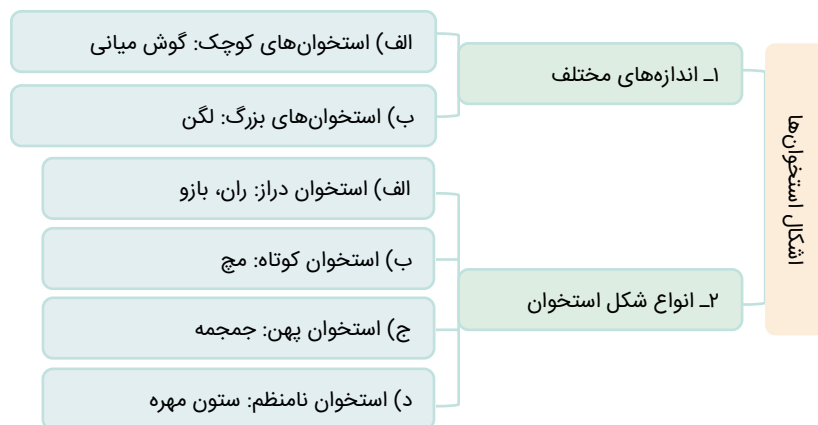 اشکال استخوان‌ها
۱ـ اندازه‌های مختلف
الف) استخوان‌های کوچک: گوش میانی
ب) استخوان‌های بزرگ: لگن
۲ـ انواع شکل استخوان
الف) استخوان دراز: ران، بازو
ب) استخوان کوتاه: مچ
ج) استخوان پهن: جمجمه
د) استخوان نامنظم: ستون مهره